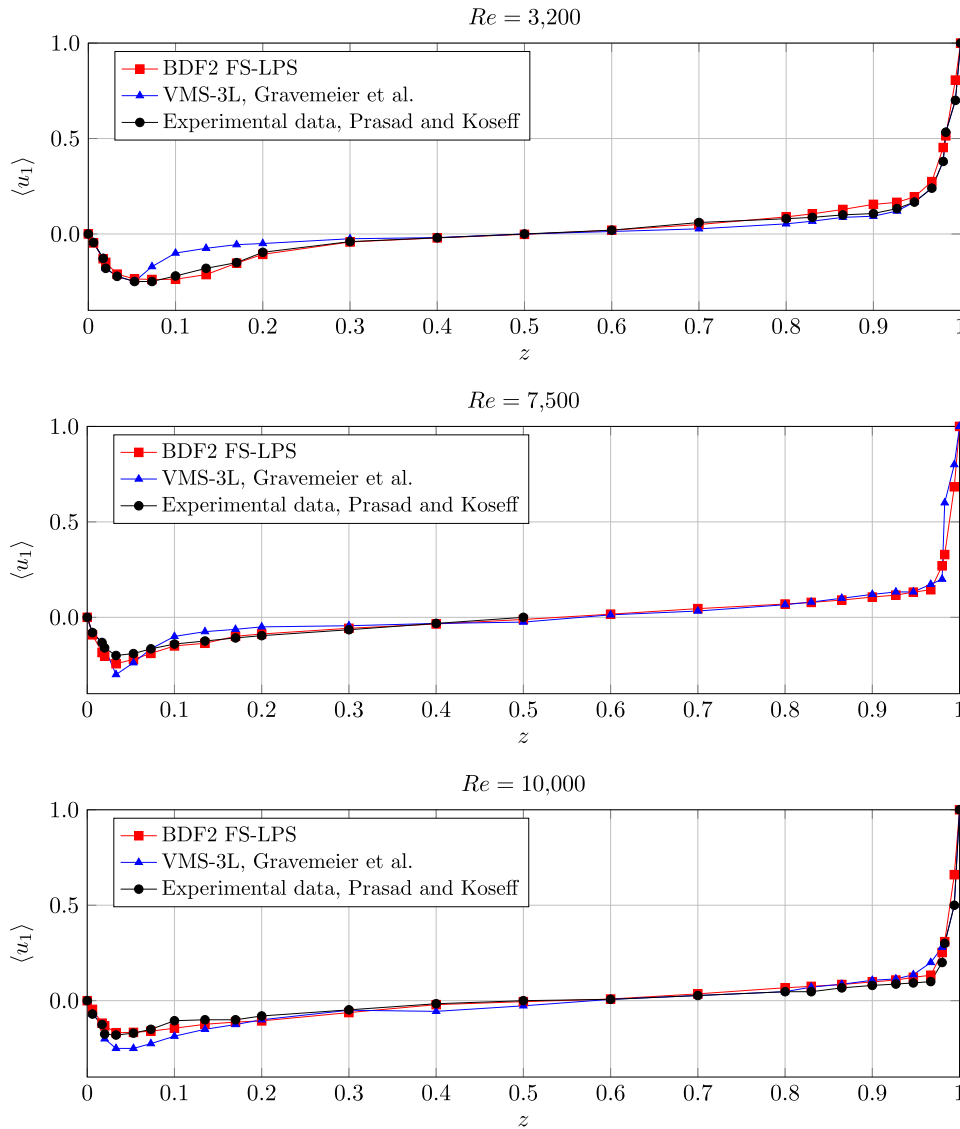 Re = 3,200
1.0
0.5
0.0
⟨u₁⟩
BDF2 FS-LPS
VMS-3L, Gravemeier et al.
Experimental data, Prasad and Koseff
0 0.1 0.2 0.3 0.4 0.5 0.6 0.7 0.8 0.9 1
z
Re = 7,500
1.0
0.5
0.0
⟨u₁⟩
BDF2 FS-LPS
VMS-3L, Gravemeier et al.
Experimental data, Prasad and Koseff
0 0.1 0.2 0.3 0.4 0.5 0.6 0.7 0.8 0.9 1
z
Re = 10,000
1.0
0.5
0.0
⟨u₁⟩
BDF2 FS-LPS
VMS-3L, Gravemeier et al.
Experimental data, Prasad and Koseff
0 0.1 0.2 0.3 0.4 0.5 0.6 0.7 0.8 0.9 1
z